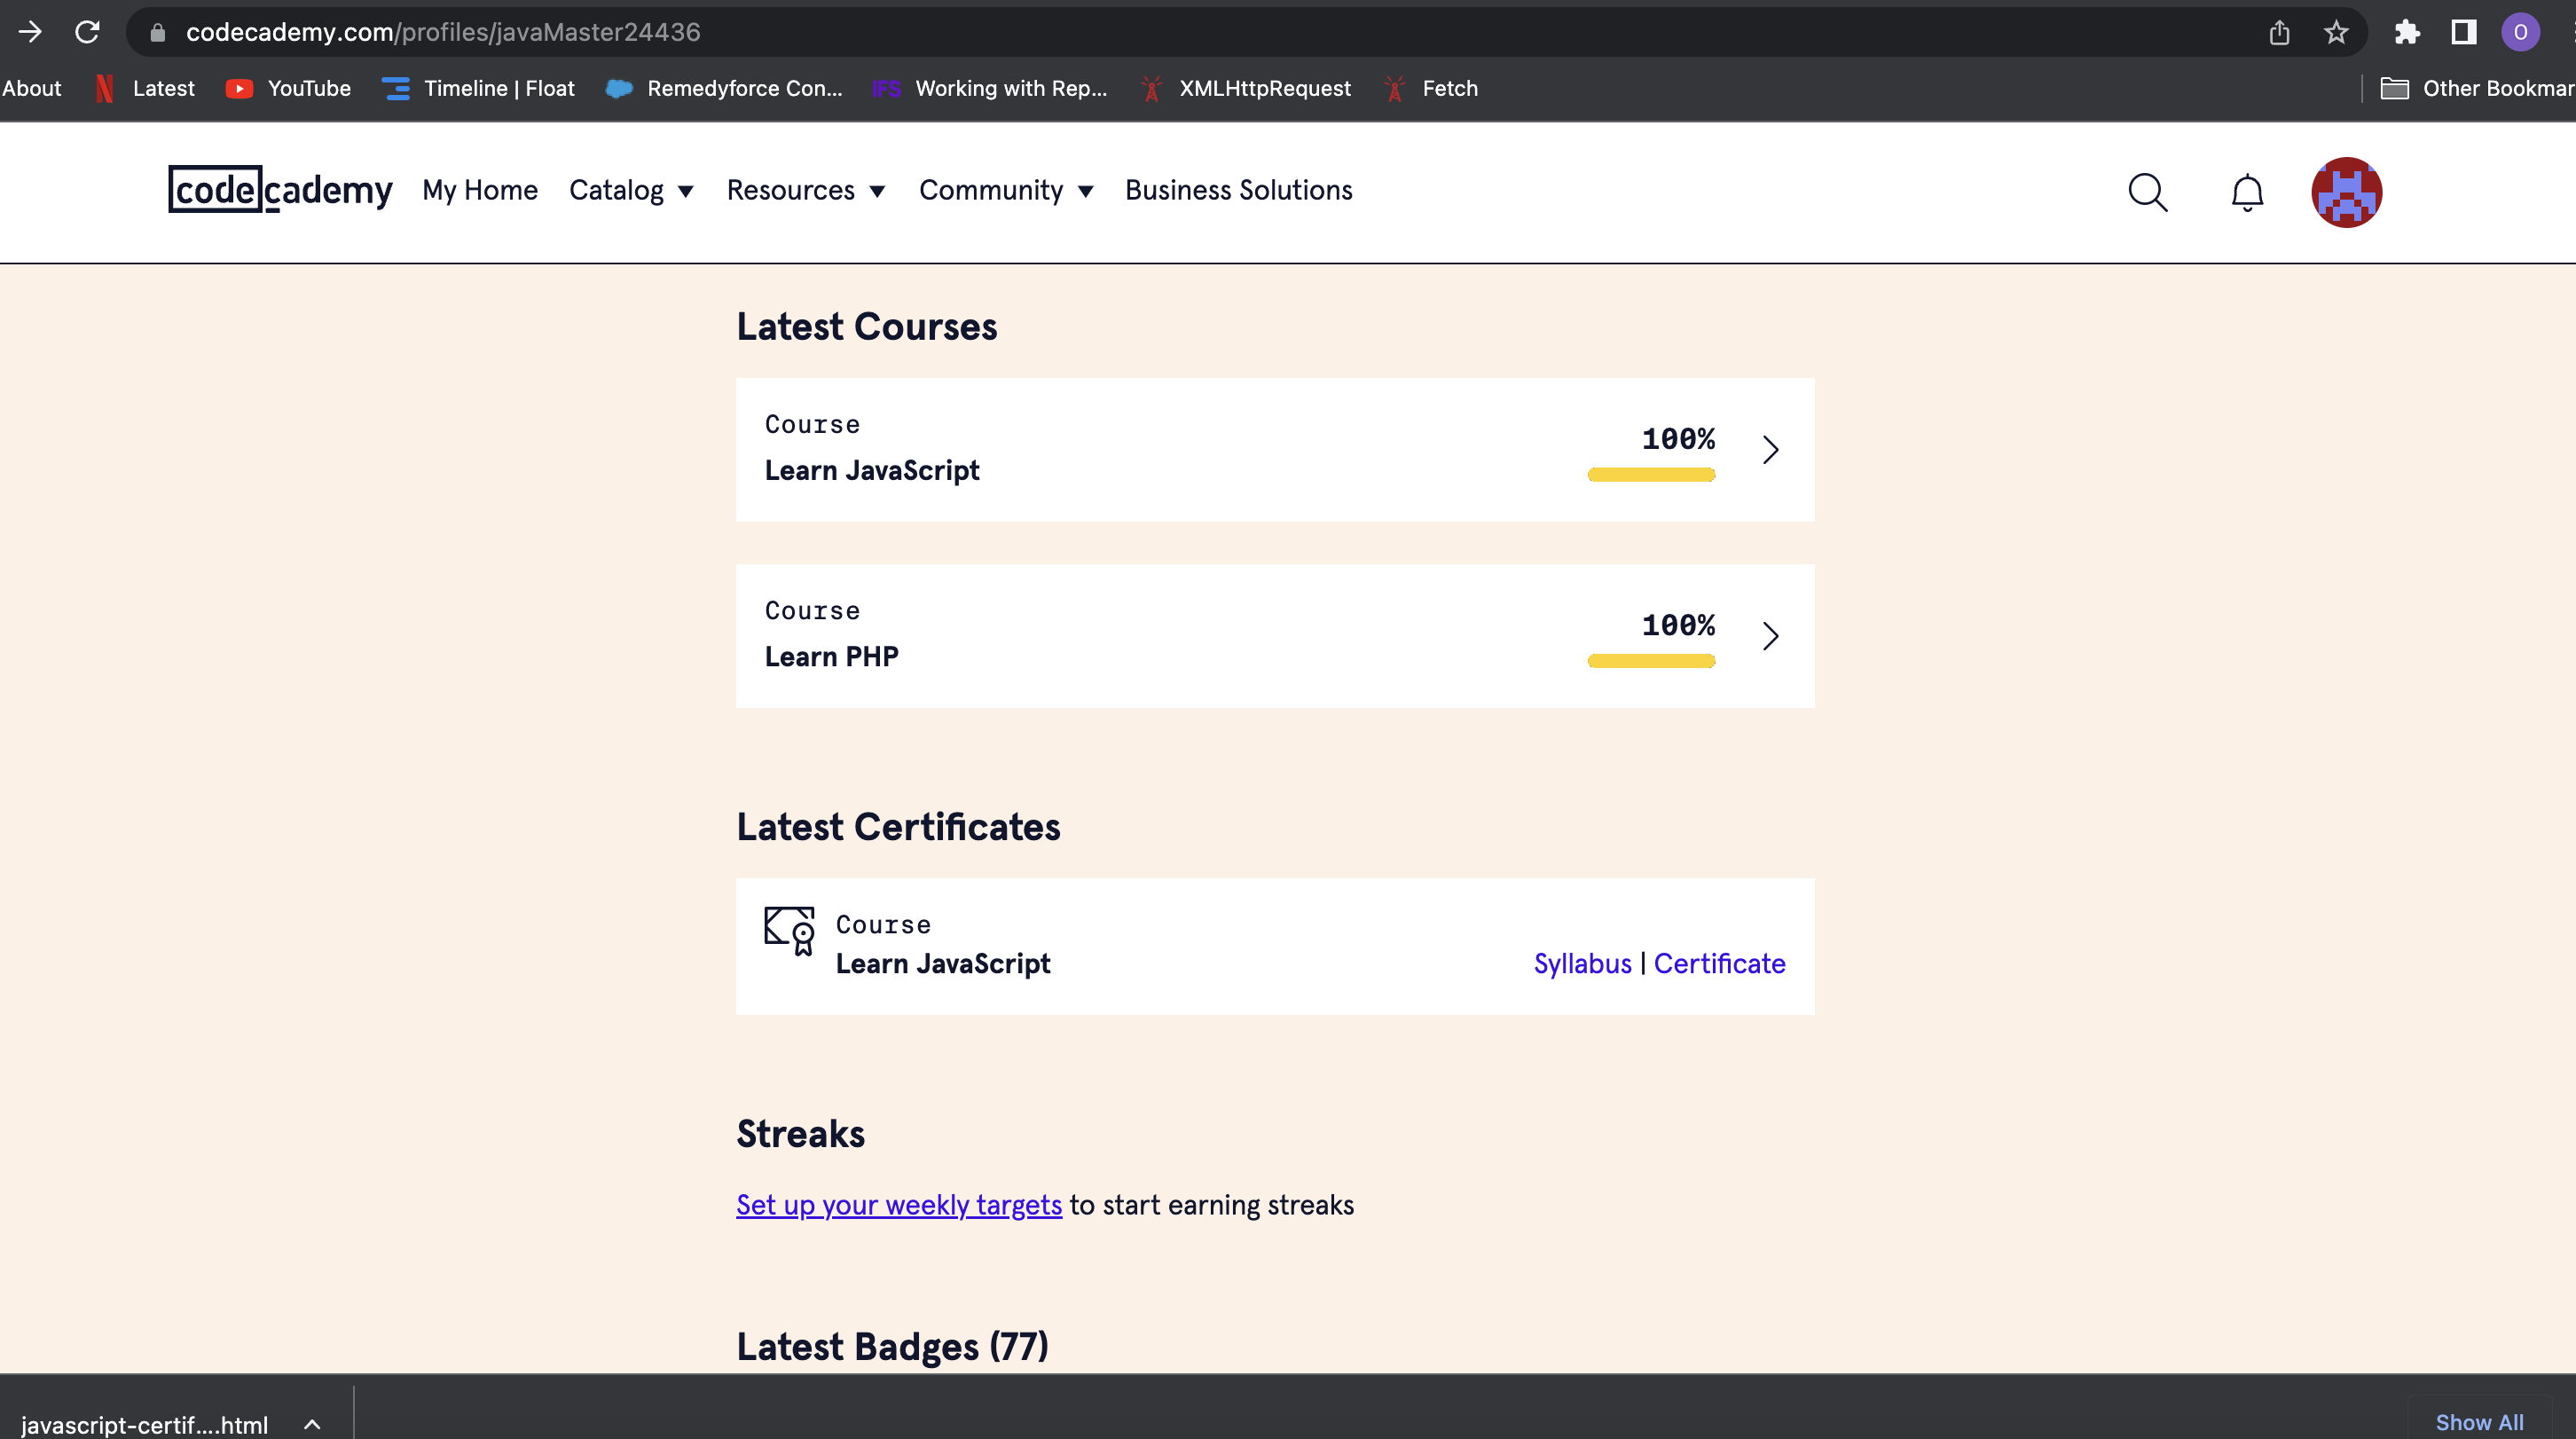 codecademy.com/profiles/javaMaster24436
O
About Latest YouTube Timeline | Float Remedyforce Con... IFS Working with Rep... XMLHttpRequest Fetch Other Bookmar
codecademy My Home Catalog Resources Community Business Solutions
Latest Courses
Course
100%
Learn JavaScript
Course
100%
Learn PHP
Latest Certificates
Course
Learn JavaScript Syllabus | Certificate
Streaks
Set up your weekly targets to start earning streaks
Latest Badges (77)
javascript-certif....html Show All